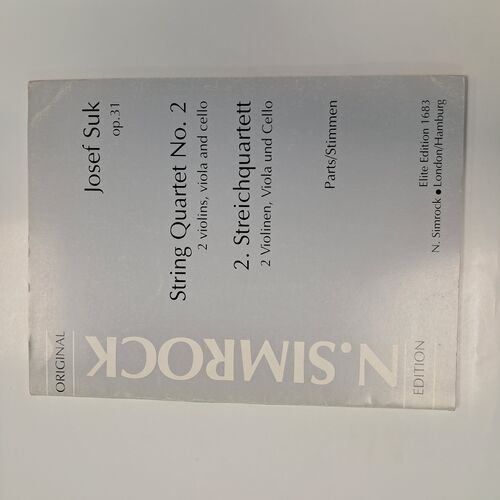 ORIGINAL
N.SIMROCK
EDITION
Josef Suk
op.31
String Quartet No. 2
2 violins, viola and cello
2. Streichquartett
2 Violinen, Viola und Cello
Parts/Stimmen
Elite Edition 1683
N. Simrock ● London/Hamburg